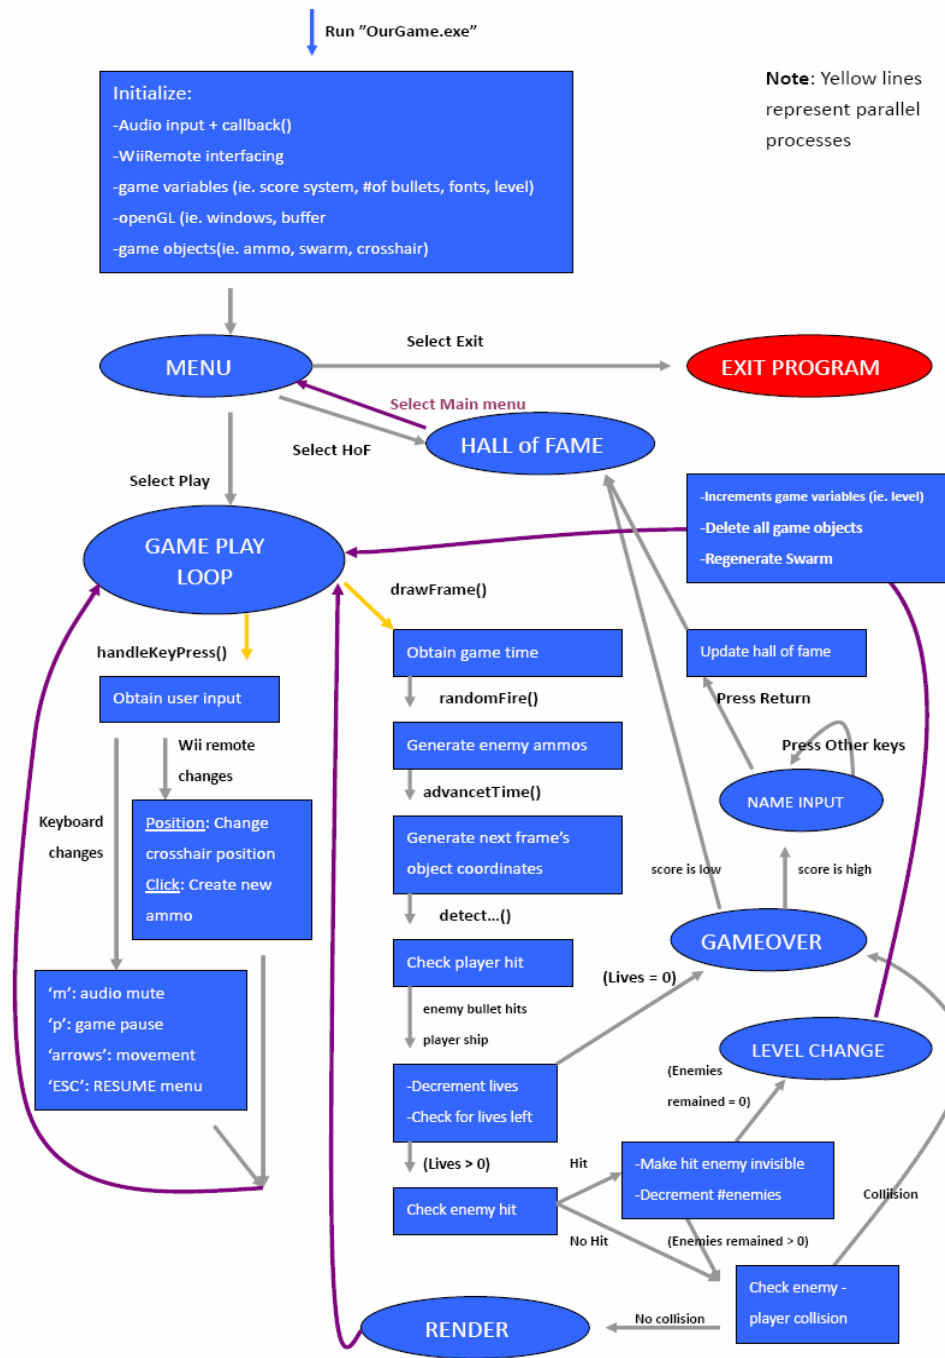 Run ”OurGame.exe”
Initialize:
-Audio input + callback()
-WiiRemote interfacing
-game variables (ie. score system, #of bullets, fonts, level)
-openGL (ie. windows, buffer
-game objects(ie. ammo, swarm, crosshair)
Note: Yellow lines
represent parallel
processes
MENU
Select Exit
EXIT PROGRAM
Select Main menu
Select HoF
HALL of FAME
Select Play
GAME PLAY
LOOP
-Increments game variables (ie. level)
-Delete all game objects
-Regenerate Swarm
drawFrame()
handleKeyPress()
Obtain user input
Wii remote
changes
Keyboard
changes
Position: Change
crosshair position
Click: Create new
ammo
‘m’: audio mute
‘p’: game pause
‘arrows’: movement
‘ESC’: RESUME menu
Obtain game time
randomFire()
Generate enemy ammos
advancetTime()
Generate next frame’s
object coordinates
detect...()
Check player hit
enemy bullet hits
player ship
-Decrement lives
-Check for lives left
(Lives > 0)
Check enemy hit
Update hall of fame
Press Return
Press Other keys
NAME INPUT
score is low
score is high
GAMEOVER
(Lives = 0)
LEVEL CHANGE
(Enemies
remained = 0)
Hit
-Make hit enemy invisible
-Decrement #enemies
No Hit
(Enemies remained > 0)
Colliision
Check enemy -
player collision
No collision
RENDER